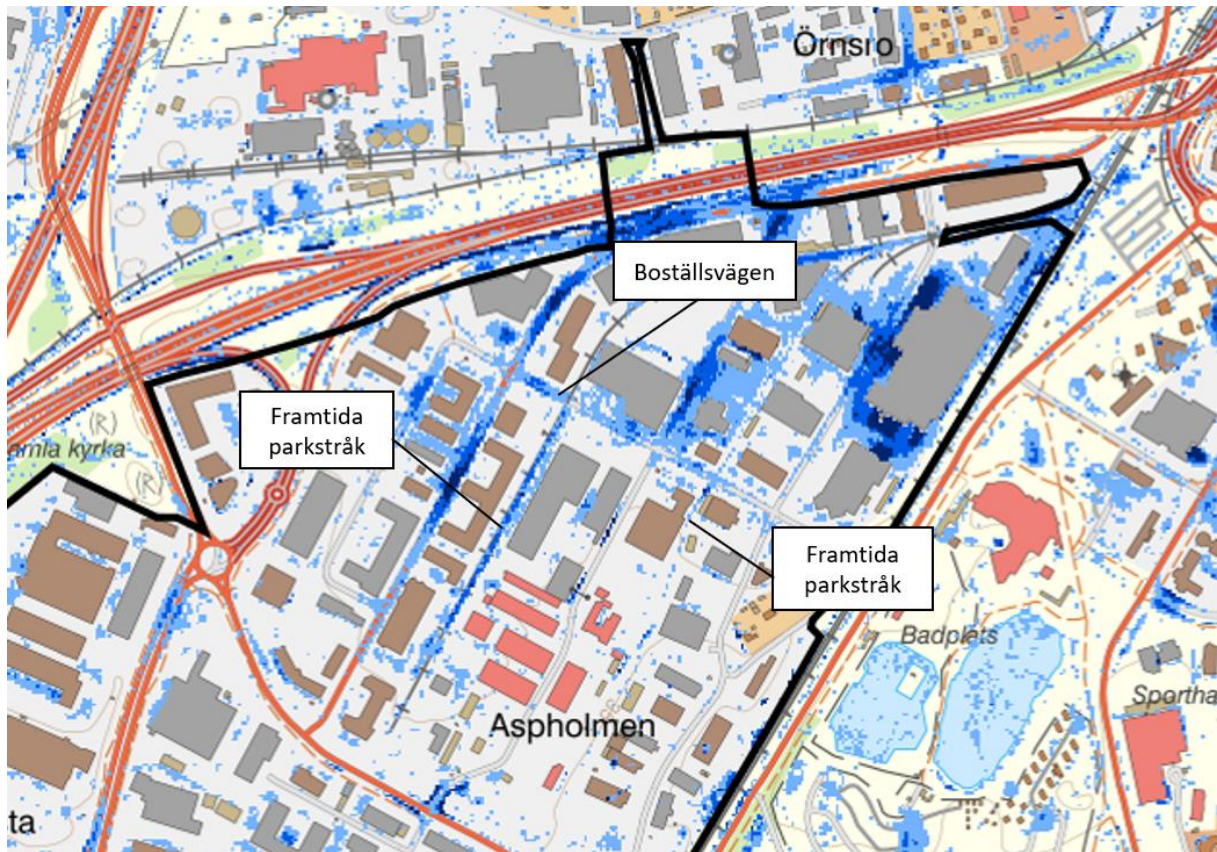 Örnsro
Boställsvägen
Framtida
parkstråk
(R)
amla kyrka
(R)
Framtida
parkstråk
Badplats
Sportha
Aspholmen
ta